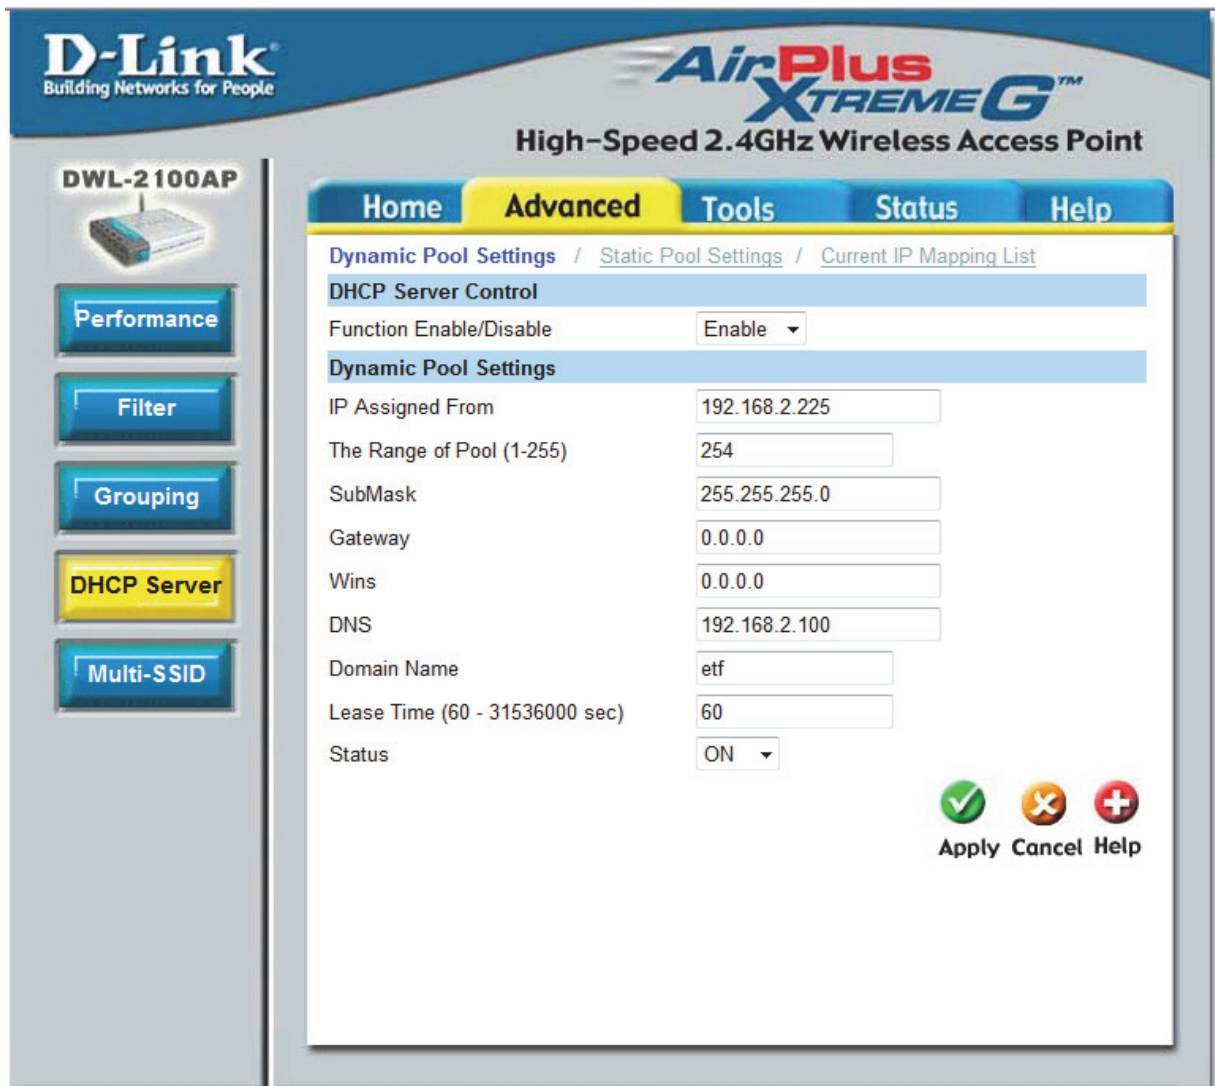 D-Link
Building Networks for People
AirPlus
XTREME G™
High-Speed 2.4GHz Wireless Access Point
DWL-2100AP
Home Advanced Tools Status Help
Performance
Filter
Grouping
DHCP Server
Multi-SSID
Dynamic Pool Settings / Static Pool Settings / Current IP Mapping List
DHCP Server Control
Function Enable/Disable Enable
Dynamic Pool Settings
IP Assigned From 192.168.2.225
The Range of Pool (1-255) 254
SubMask 255.255.255.0
Gateway 0.0.0.0
Wins 0.0.0.0
DNS 192.168.2.100
Domain Name etf
Lease Time (60 - 31536000 sec) 60
Status ON
Apply Cancel Help